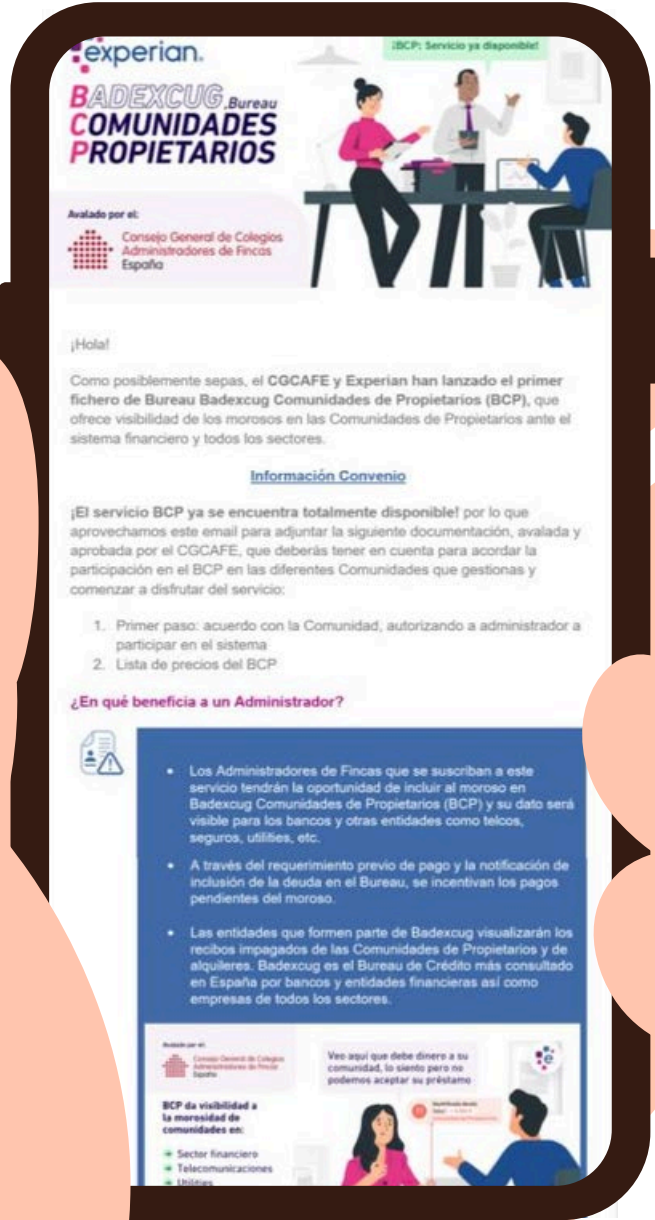 experian.
¡BCP: Servicio ya disponible!
BADEXCUG.Bureau
COMUNIDADES
PROPIETARIOS
Avalado por el:
Consejo General de Colegios
Administradores de Fincas
España
¡Hola!
Como posiblemente sepas, el CGCAFE y Experian han lanzado el primer
fichero de Bureau Badexcug Comunidades de Propietarios (BCP), que
ofrece visibilidad de los morosos en las Comunidades de Propietarios ante el
sistema financiero y todos los sectores.
Información Convenio
¡El servicio BCP ya se encuentra totalmente disponible! por lo que
aprovechamos este email para adjuntar la siguiente documentación, avalada y
aprobada por el CGCAFE, que deberás tener en cuenta para acordar la
participación en el BCP en las diferentes Comunidades que gestionas y
comenzar a disfrutar del servicio:
1. Primer paso: acuerdo con la Comunidad, autorizando a administrador a
participar en el sistema
2. Lista de precios del BCP
¿En qué beneficia a un Administrador?
• Los Administradores de Fincas que se suscriban a este
servicio tendrán la oportunidad de incluir al moroso en
Badexcug Comunidades de Propietarios (BCP) y su dato será
visible para los bancos y otras entidades como telcos,
seguros, utilities, etc.
• A través del requerimiento previo de pago y la notificación de
inclusión de la deuda en el Bureau, se incentivan los pagos
pendientes del moroso.
• Las entidades que formen parte de Badexcug visualizarán los
recibos impagados de las Comunidades de Propietarios y de
alquileres. Badexcug es el Bureau de Crédito más consultado
en España por bancos y entidades financieras así como
empresas de todos los sectores.
Avalado por el:
Consejo General de Colegios
Administradores de Fincas
España
Veo aquí que debe dinero a su
comunidad, lo siento pero no
podemos aceptar su préstamo
e
BCP da visibilidad a
la morosidad de
comunidades en:
Sector financiero
Telecomunicaciones
Utilities